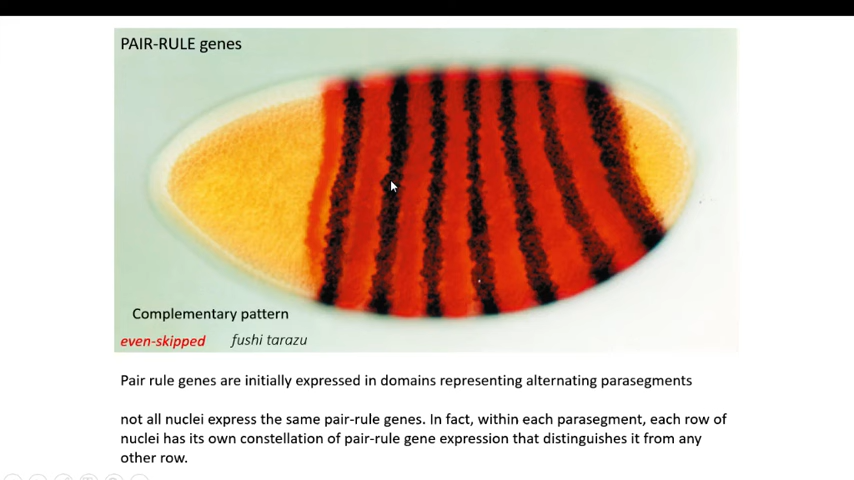 PAIR-RULE genes
Complementary pattern
even-skipped fushi tarazu
Pair rule genes are initially expressed in domains representing alternating parasegments
not all nuclei express the same pair-rule genes. In fact, within each parasegment, each row of
nuclei has its own constellation of pair-rule gene expression that distinguishes it from any
other row.